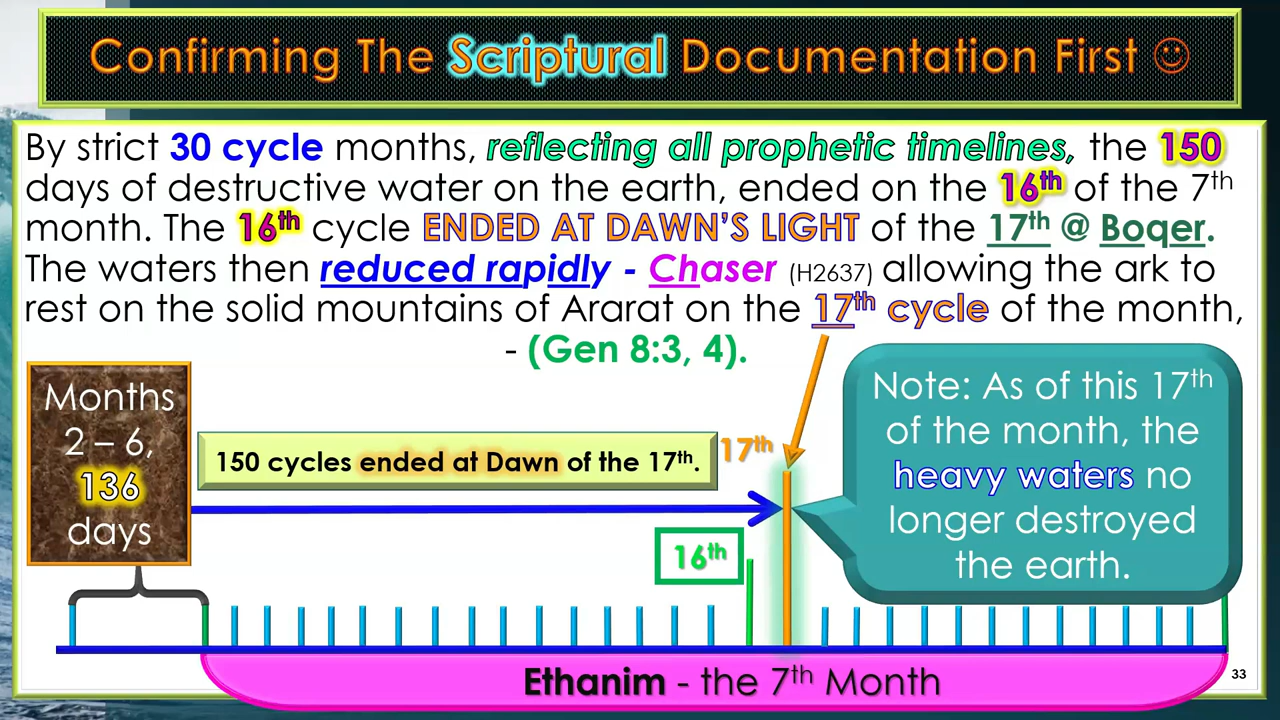 Confirming The Scriptural Documentation First ☺
By strict 30 cycle months, reflecting all prophetic timelines, the 150
days of destructive water on the earth, ended on the 16th of the 7th
month. The 16th cycle ENDED AT DAWN'S LIGHT of the 17th @ Boqer.
The waters then reduced rapidly - Chaser (H2637) allowing the ark to
rest on the solid mountains of Ararat on the 17th cycle of the month,
- (Gen 8:3, 4).
Months
2 – 6,
136
days
150 cycles ended at Dawn of the 17th.
17th
16th
Note: As of this 17th
of the month, the
heavy waters no
longer destroyed
the earth.
Ethanim - the 7th Month
33